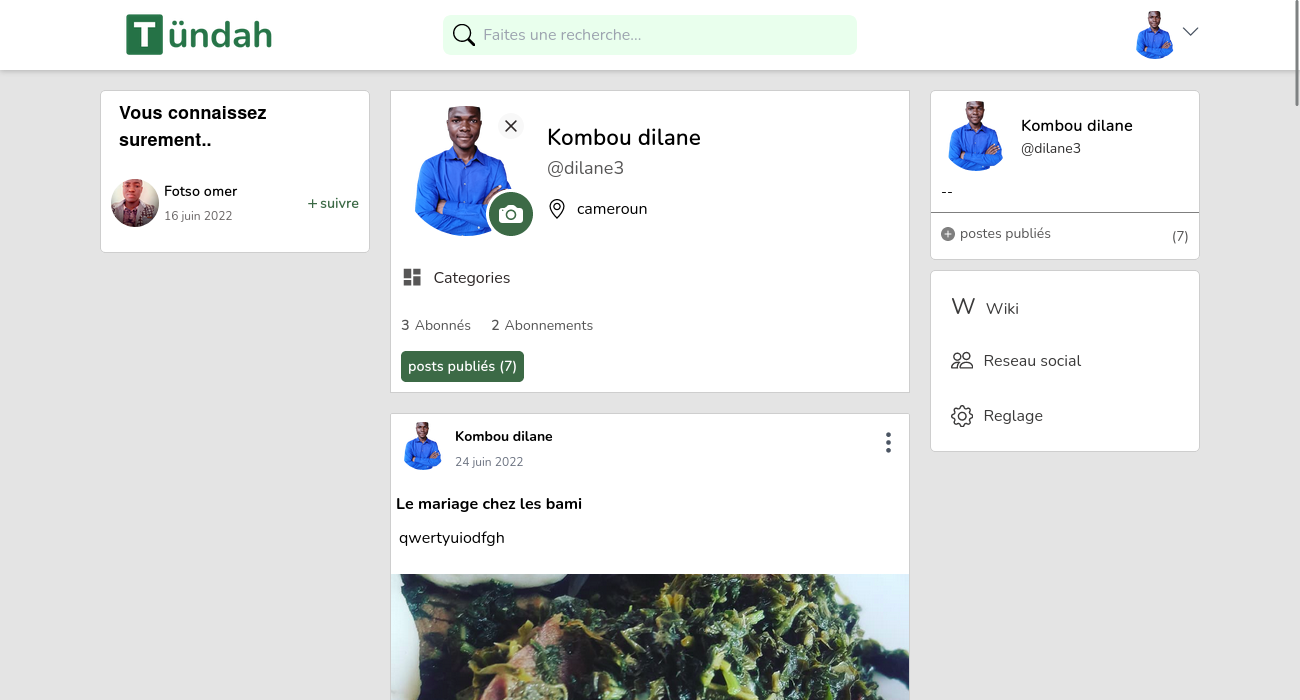 Tündah
Faites une recherche...
Vous connaissez
surement..
Fotso omer
16 juin 2022
+ suivre
Kombou dilane
@dilane3
cameroun
Categories
3 Abonnés 2 Abonnements
posts publiés (7)
Kombou dilane
24 juin 2022
Le mariage chez les bami
qwertyuiodfgh
Kombou dilane
@dilane3
--
postes publiés (7)
W Wiki
Reseau social
Reglage